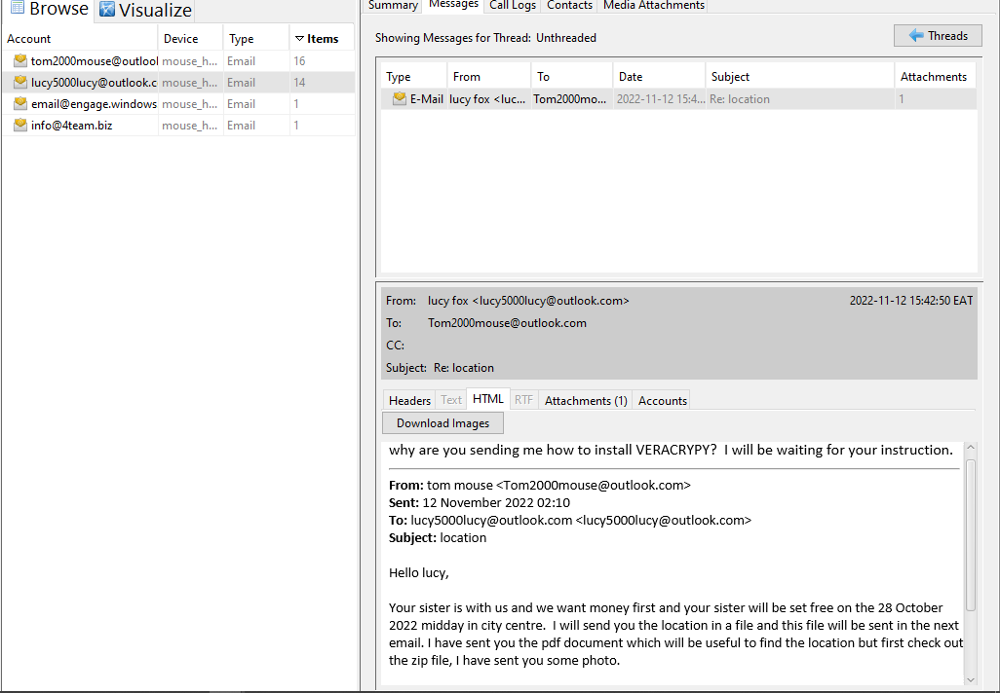 Browse Visualize
Account Device Type Items
tom2000mouse@outlool mouse_h... Email 16
lucy5000lucy@outlook.c mouse_h... Email 14
email@engage.windows mouse_h... Email 1
info@4team.biz mouse_h... Email 1
Summary Messages Call Logs Contacts Media Attachments
Showing Messages for Thread: Unthreaded
Threads
Type From To Date Subject Attachments
E-Mail lucy fox <luc... Tom2000mo... 2022-11-12 15:4... Re: location 1
From: lucy fox <lucy5000lucy@outlook.com> 2022-11-12 15:42:50 EAT
To: Tom2000mouse@outlook.com
CC:
Subject: Re: location
Headers Text HTML RTF Attachments (1) Accounts
Download Images
why are you sending me how to install VERACRYPY? I will be waiting for your instruction.
From: tom mouse <Tom2000mouse@outlook.com>
Sent: 12 November 2022 02:10
To: lucy5000lucy@outlook.com <lucy5000lucy@outlook.com>
Subject: location
Hello lucy,
Your sister is with us and we want money first and your sister will be set free on the 28 October
2022 midday in city centre. I will send you the location in a file and this file will be sent in the next
email. I have sent you the pdf document which will be useful to find the location but first check out
the zip file, I have sent you some photo.